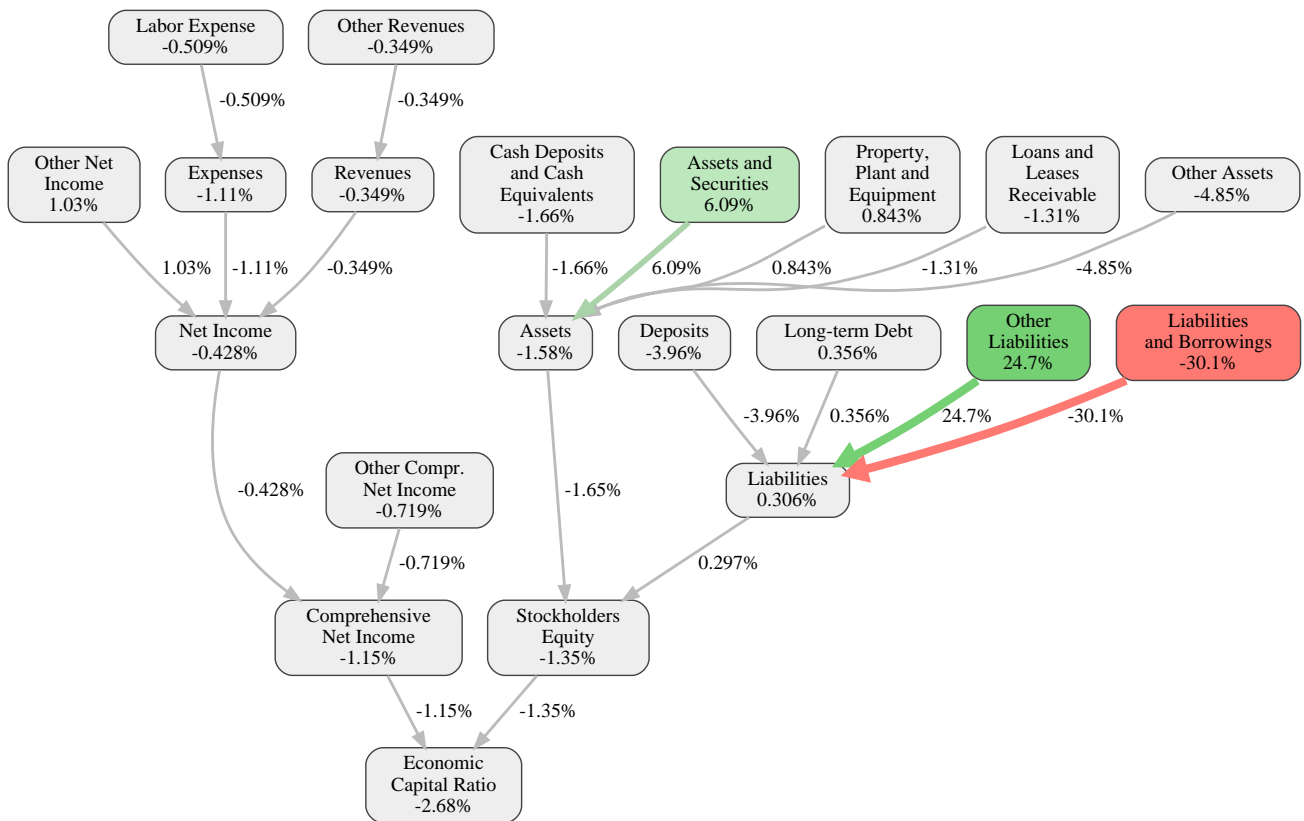 Labor Expense
-0.509%
Other Revenues
-0.349%
-0.509%
-0.349%
Other Net
Income
1.03%
Expenses
-1.11%
Revenues
-0.349%
Cash Deposits
and Cash
Equivalents
-1.66%
Assets and
Securities
6.09%
Property,
Plant and
Equipment
0.843%
Loans and
Leases
Receivable
-1.31%
Other Assets
-4.85%
1.03%
-1.11%
-0.349%
-1.66%
6.09%
0.843%
-1.31%
-4.85%
Net Income
-0.428%
Assets
-1.58%
Deposits
-3.96%
Long-term Debt
0.356%
Other
Liabilities
24.7%
Liabilities
and Borrowings
-30.1%
-3.96%
0.356%
24.7%
-30.1%
-0.428%
Other Compr.
Net Income
-0.719%
-1.65%
Liabilities
0.306%
-0.719%
0.297%
Comprehensive
Net Income
-1.15%
Stockholders
Equity
-1.35%
-1.15%
-1.35%
Economic
Capital Ratio
-2.68%